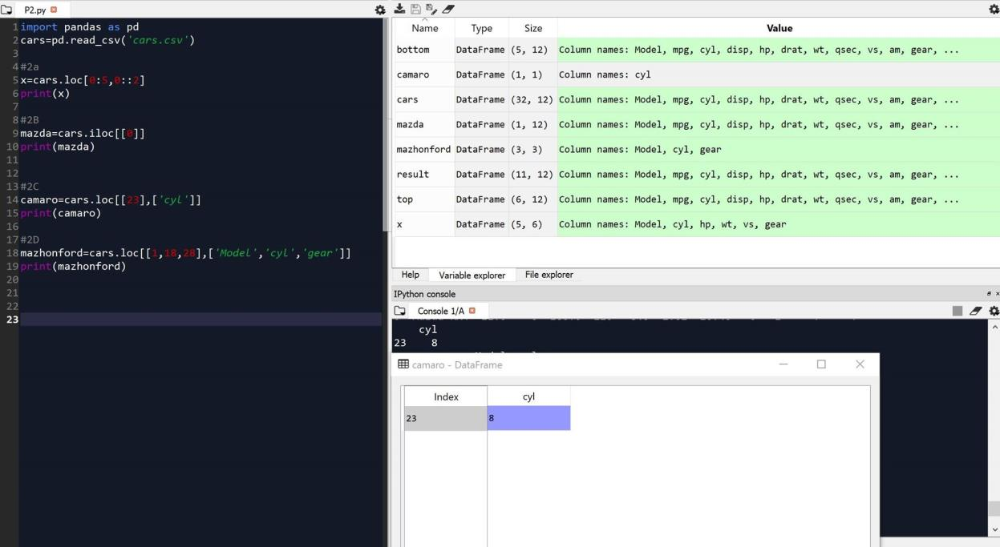 P2.py
1 import pandas as pd
2 cars=pd.read_csv('cars.csv')
3
4 #2a
5 x=cars.loc[0:5,0::2]
6 print(x)
7
8 #2B
9 mazda=cars.iloc[[0]]
10 print(mazda)
11
12
13 #2C
14 camaro=cars.loc[[23],['cyl']]
15 print(camaro)
16
17 #2D
18 mazhonford=cars.loc[[1,18,28],['Model','cyl','gear']]
19 print(mazhonford)
20
21
22
23
Name Type Size Value
bottom DataFrame (5, 12) Column names: Model, mpg, cyl, disp, hp, drat, wt, qsec, vs, am, gear, ...
camaro DataFrame (1, 1) Column names: cyl
cars DataFrame (32, 12) Column names: Model, mpg, cyl, disp, hp, drat, wt, qsec, vs, am, gear, ...
mazda DataFrame (1, 12) Column names: Model, mpg, cyl, disp, hp, drat, wt, qsec, vs, am, gear, ...
mazhonford DataFrame (3, 3) Column names: Model, cyl, gear
result DataFrame (11, 12) Column names: Model, mpg, cyl, disp, hp, drat, wt, qsec, vs, am, gear, ...
top DataFrame (6, 12) Column names: Model, mpg, cyl, disp, hp, drat, wt, qsec, vs, am, gear, ...
x DataFrame (5, 6) Column names: Model, cyl, hp, wt, vs, gear
Help Variable explorer File explorer
IPython console
Console 1/A
cyl
23 8
camaro - DataFrame
Index cyl
23 8